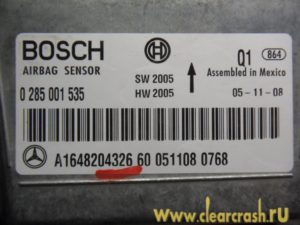 BOSCH
01 864
AIRBAG SENSOR
SW 2005
Assembled in Mexico
0 285 001 535
HW 2005
05-11-08
A1648204326 60 051108 0768
www.clearcrash.ru